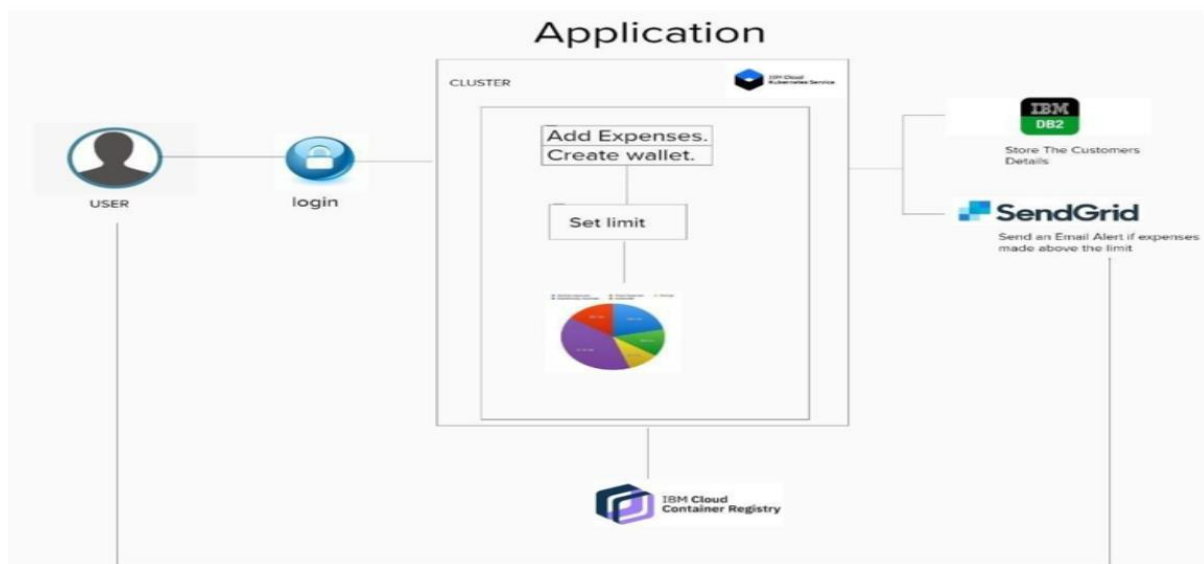 Application
CLUSTER
IBM Cloud
Kubernetes Service
Add Expenses.
Create wallet.
IBM
DB2
Store The Customers
Details
USER
login
Set limit
SendGrid
Send an Email Alert if expenses
made above the limit
IBM Cloud
Container Registry